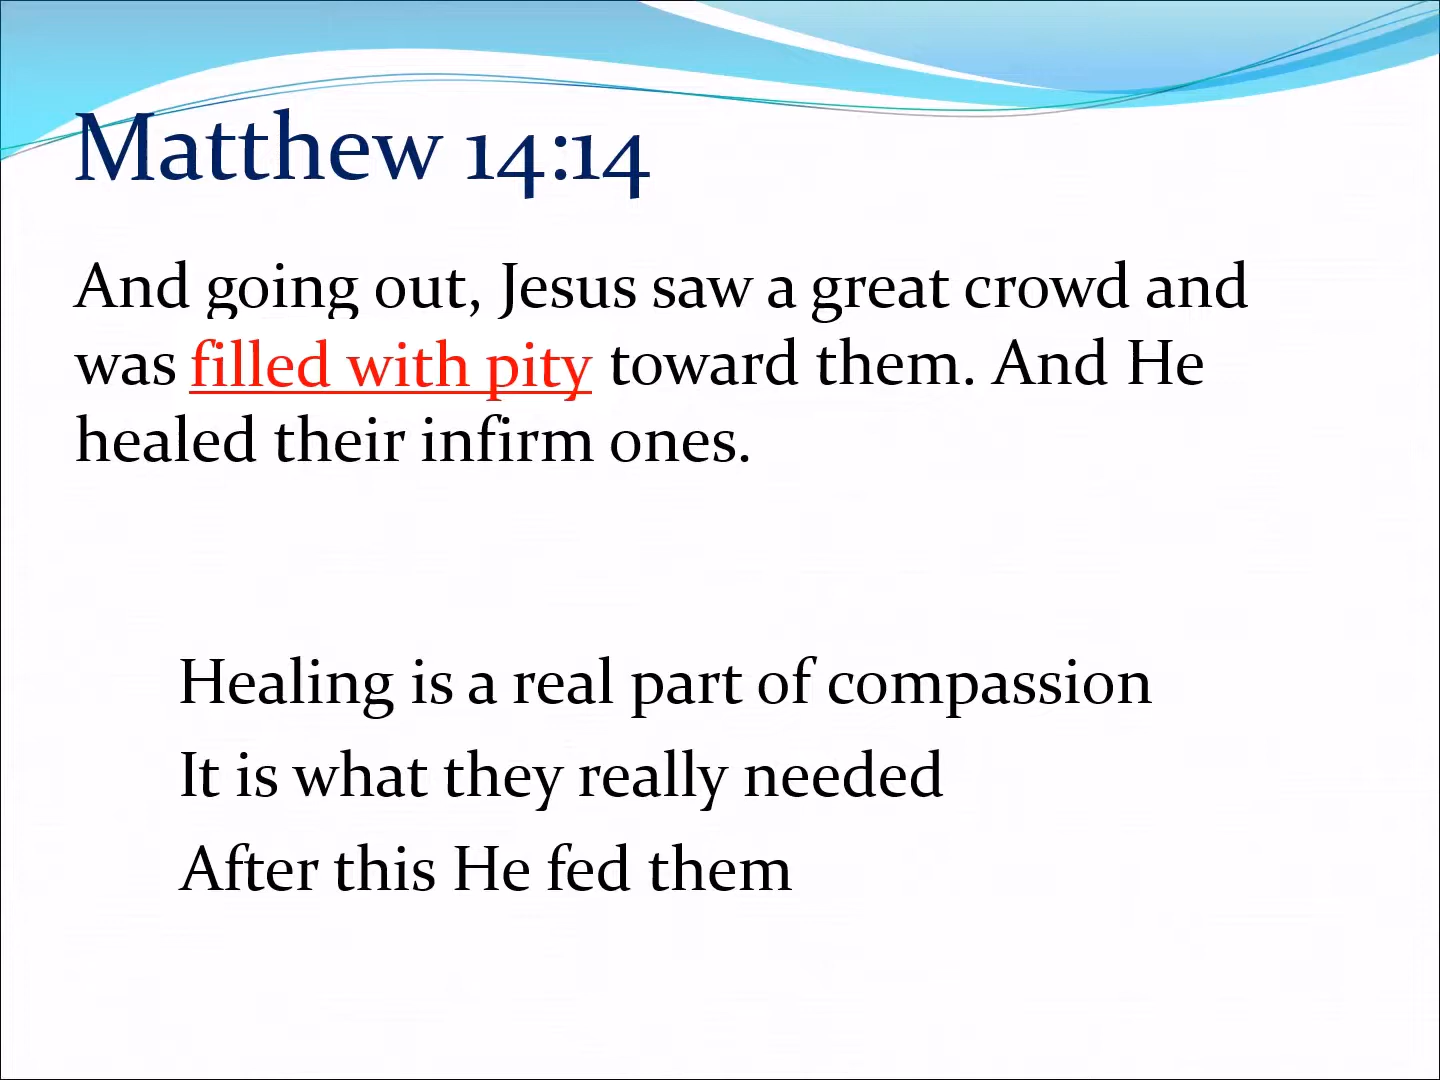 Matthew 14:14
And going out, Jesus saw a great crowd and
was filled with pity toward them. And He
healed their infirm ones.
Healing is a real part of compassion
It is what they really needed
After this He fed them